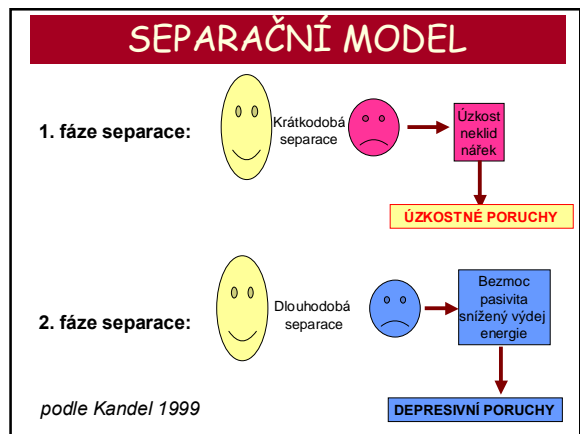 SEPARAČNÍ MODEL
1. fáze separace:
Krátkodobá
separace
Úzkost
neklid
nářek
ÚZKOSTNÉ PORUCHY
2. fáze separace:
Dlouhodobá
separace
Bezmoc
pasivita
snížený výdej
energie
DEPRESIVNÍ PORUCHY
podle Kandel 1999